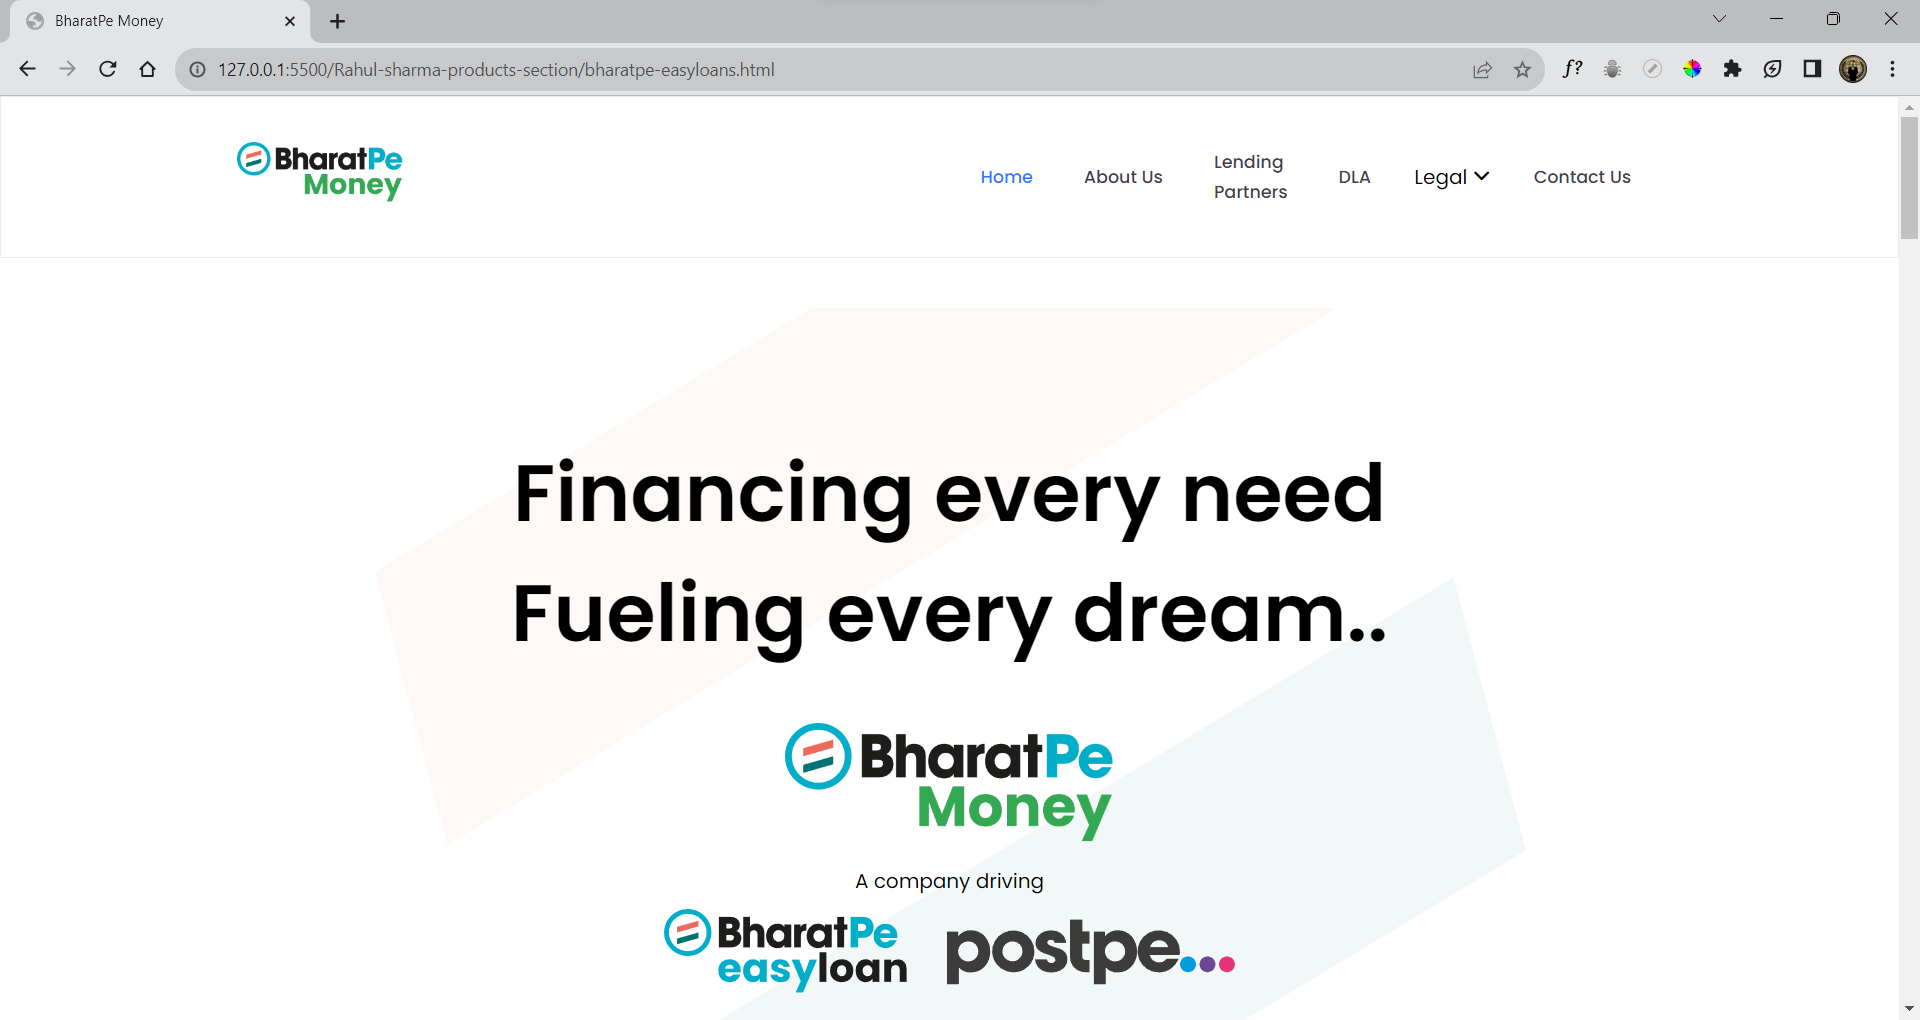 BharatPe Money
127.0.0.1:5500/Rahul-sharma-products-section/bharatpe-easyloans.html
f?
BharatPe
Money
Home
About Us
Lending
Partners
DLA
Legal
Contact Us
Financing every need
Fueling every dream..
BharatPe
Money
A company driving
BharatPe
easyloan
postpe...